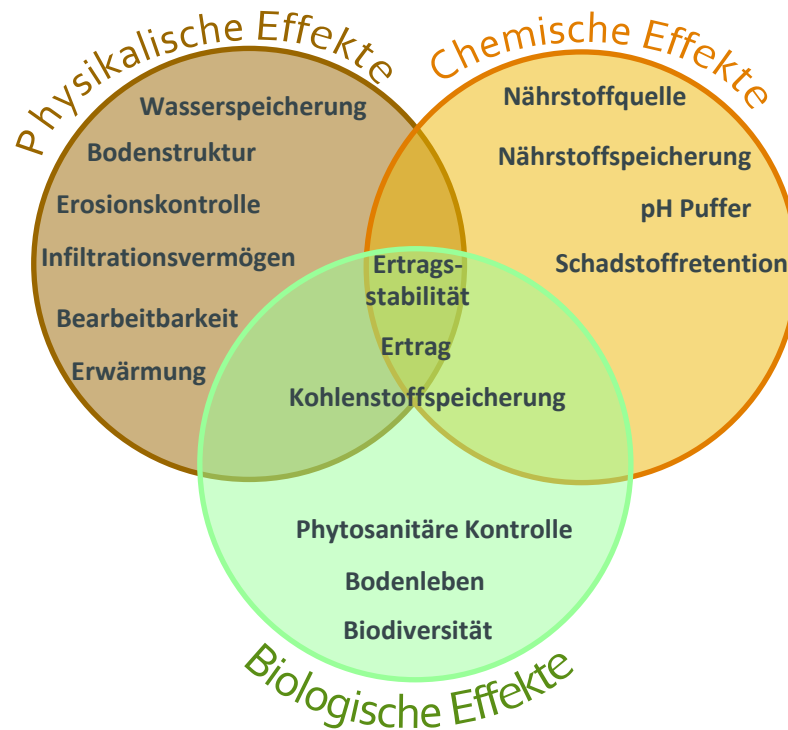 Physikalische Effekte
Wasserspeicherung
Bodenstruktur
Erosionskontrolle
Infiltrationsvermögen
Bearbeitbarkeit
Erwärmung
Chemische Effekte
Nährstoffquelle
Nährstoffspeicherung
pH Puffer
Schadstoffretention
Ertrags-
stabilität
Ertrag
Kohlenstoffspeicherung
Phytosanitäre Kontrolle
Bodenleben
Biodiversität
Biologische Effekte